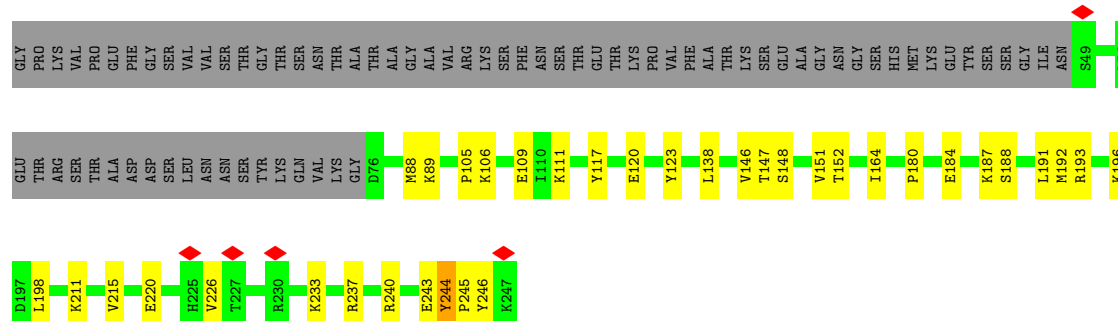 GLY PRO LYS VAL PRO GLU PHE GLY SER VAL VAL SER THR GLY THR SER ASN THR THR ALA THR ALA GLY ALA VAL ARG LYS SER PHE ASN SER THR GLU THR LYS PRO VAL PHE ALA THR LYS SER GLU ALA GLY ASN GLY SER HIS MET LYS GLU TYR SER SER GLY ILE ASN S49
GLU THR ARG SER THR ALA ASP ASP SER LEU ASN ASN SER TYR LYS GLN VAL LYS GLY D76 M88 K89 P105 K106 E109 I110 K111 Y117 E120 Y123 L138 V146 T147 S148 V151 T152 I164 P180 E184 K187 S188 L191 M192 R193 K196
D197 L198 K211 V215 E220 H225 V226 T227 R230 K233 R237 R240 E243 Y244 P245 Y246 K247